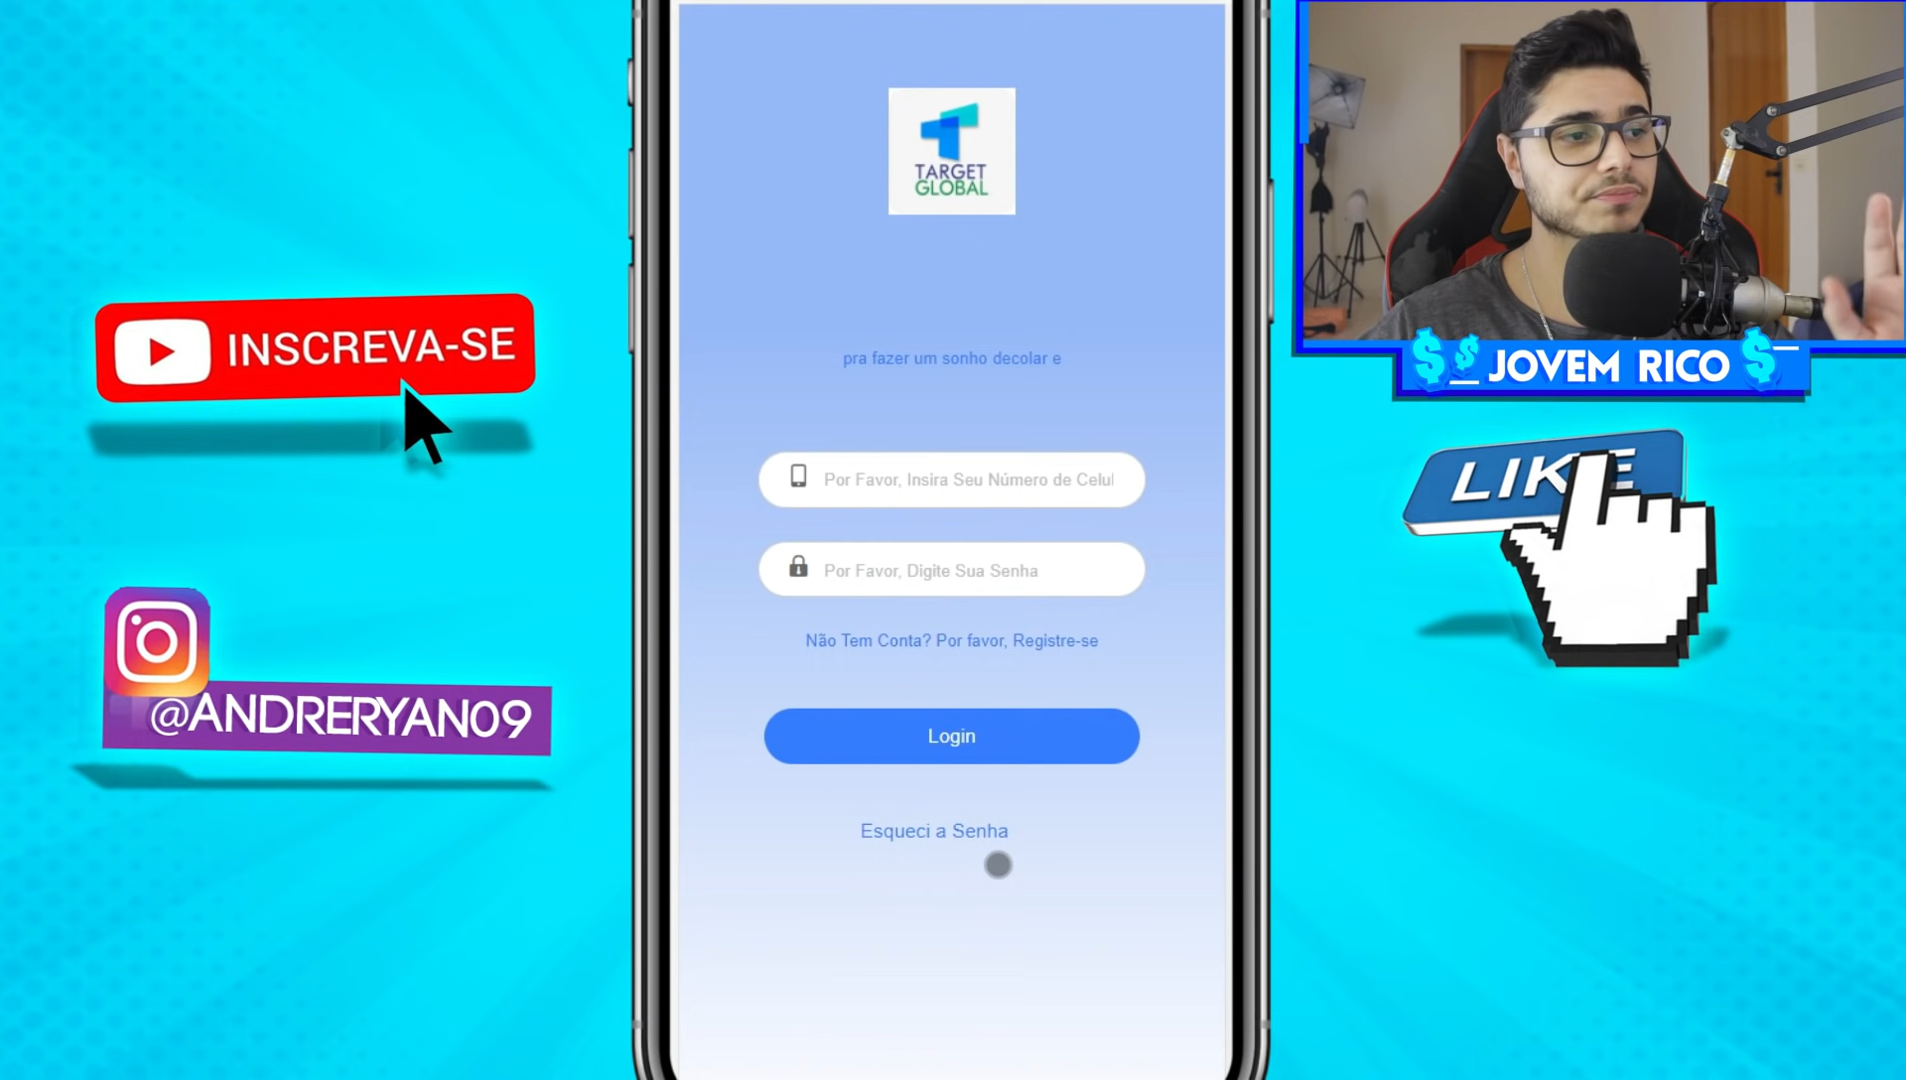 TARGET
GLOBAL
pra fazer um sonho decolar e
Por Favor, Insira Seu Número de Celul
Por Favor, Digite Sua Senha
Não Tem Conta? Por favor, Registre-se
Login
Esqueci a Senha
INSCREVA-SE
@ANDRERYAN09
$ $ JOVEM RICO $
LIKE